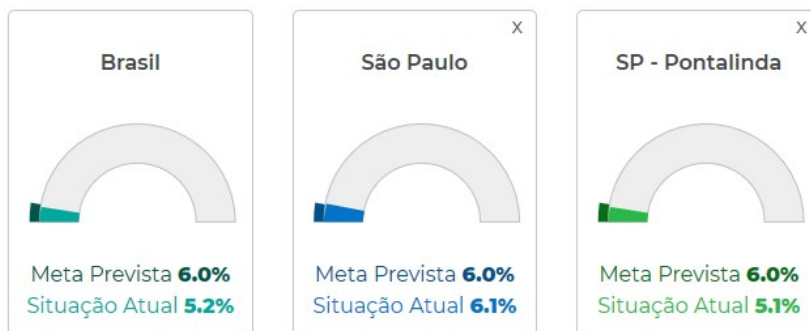 Brasil
Meta Prevista 6.0%
Situação Atual 5.2%
X
São Paulo
Meta Prevista 6.0%
Situação Atual 6.1%
X
SP - Pontalinda
Meta Prevista 6.0%
Situação Atual 5.1%